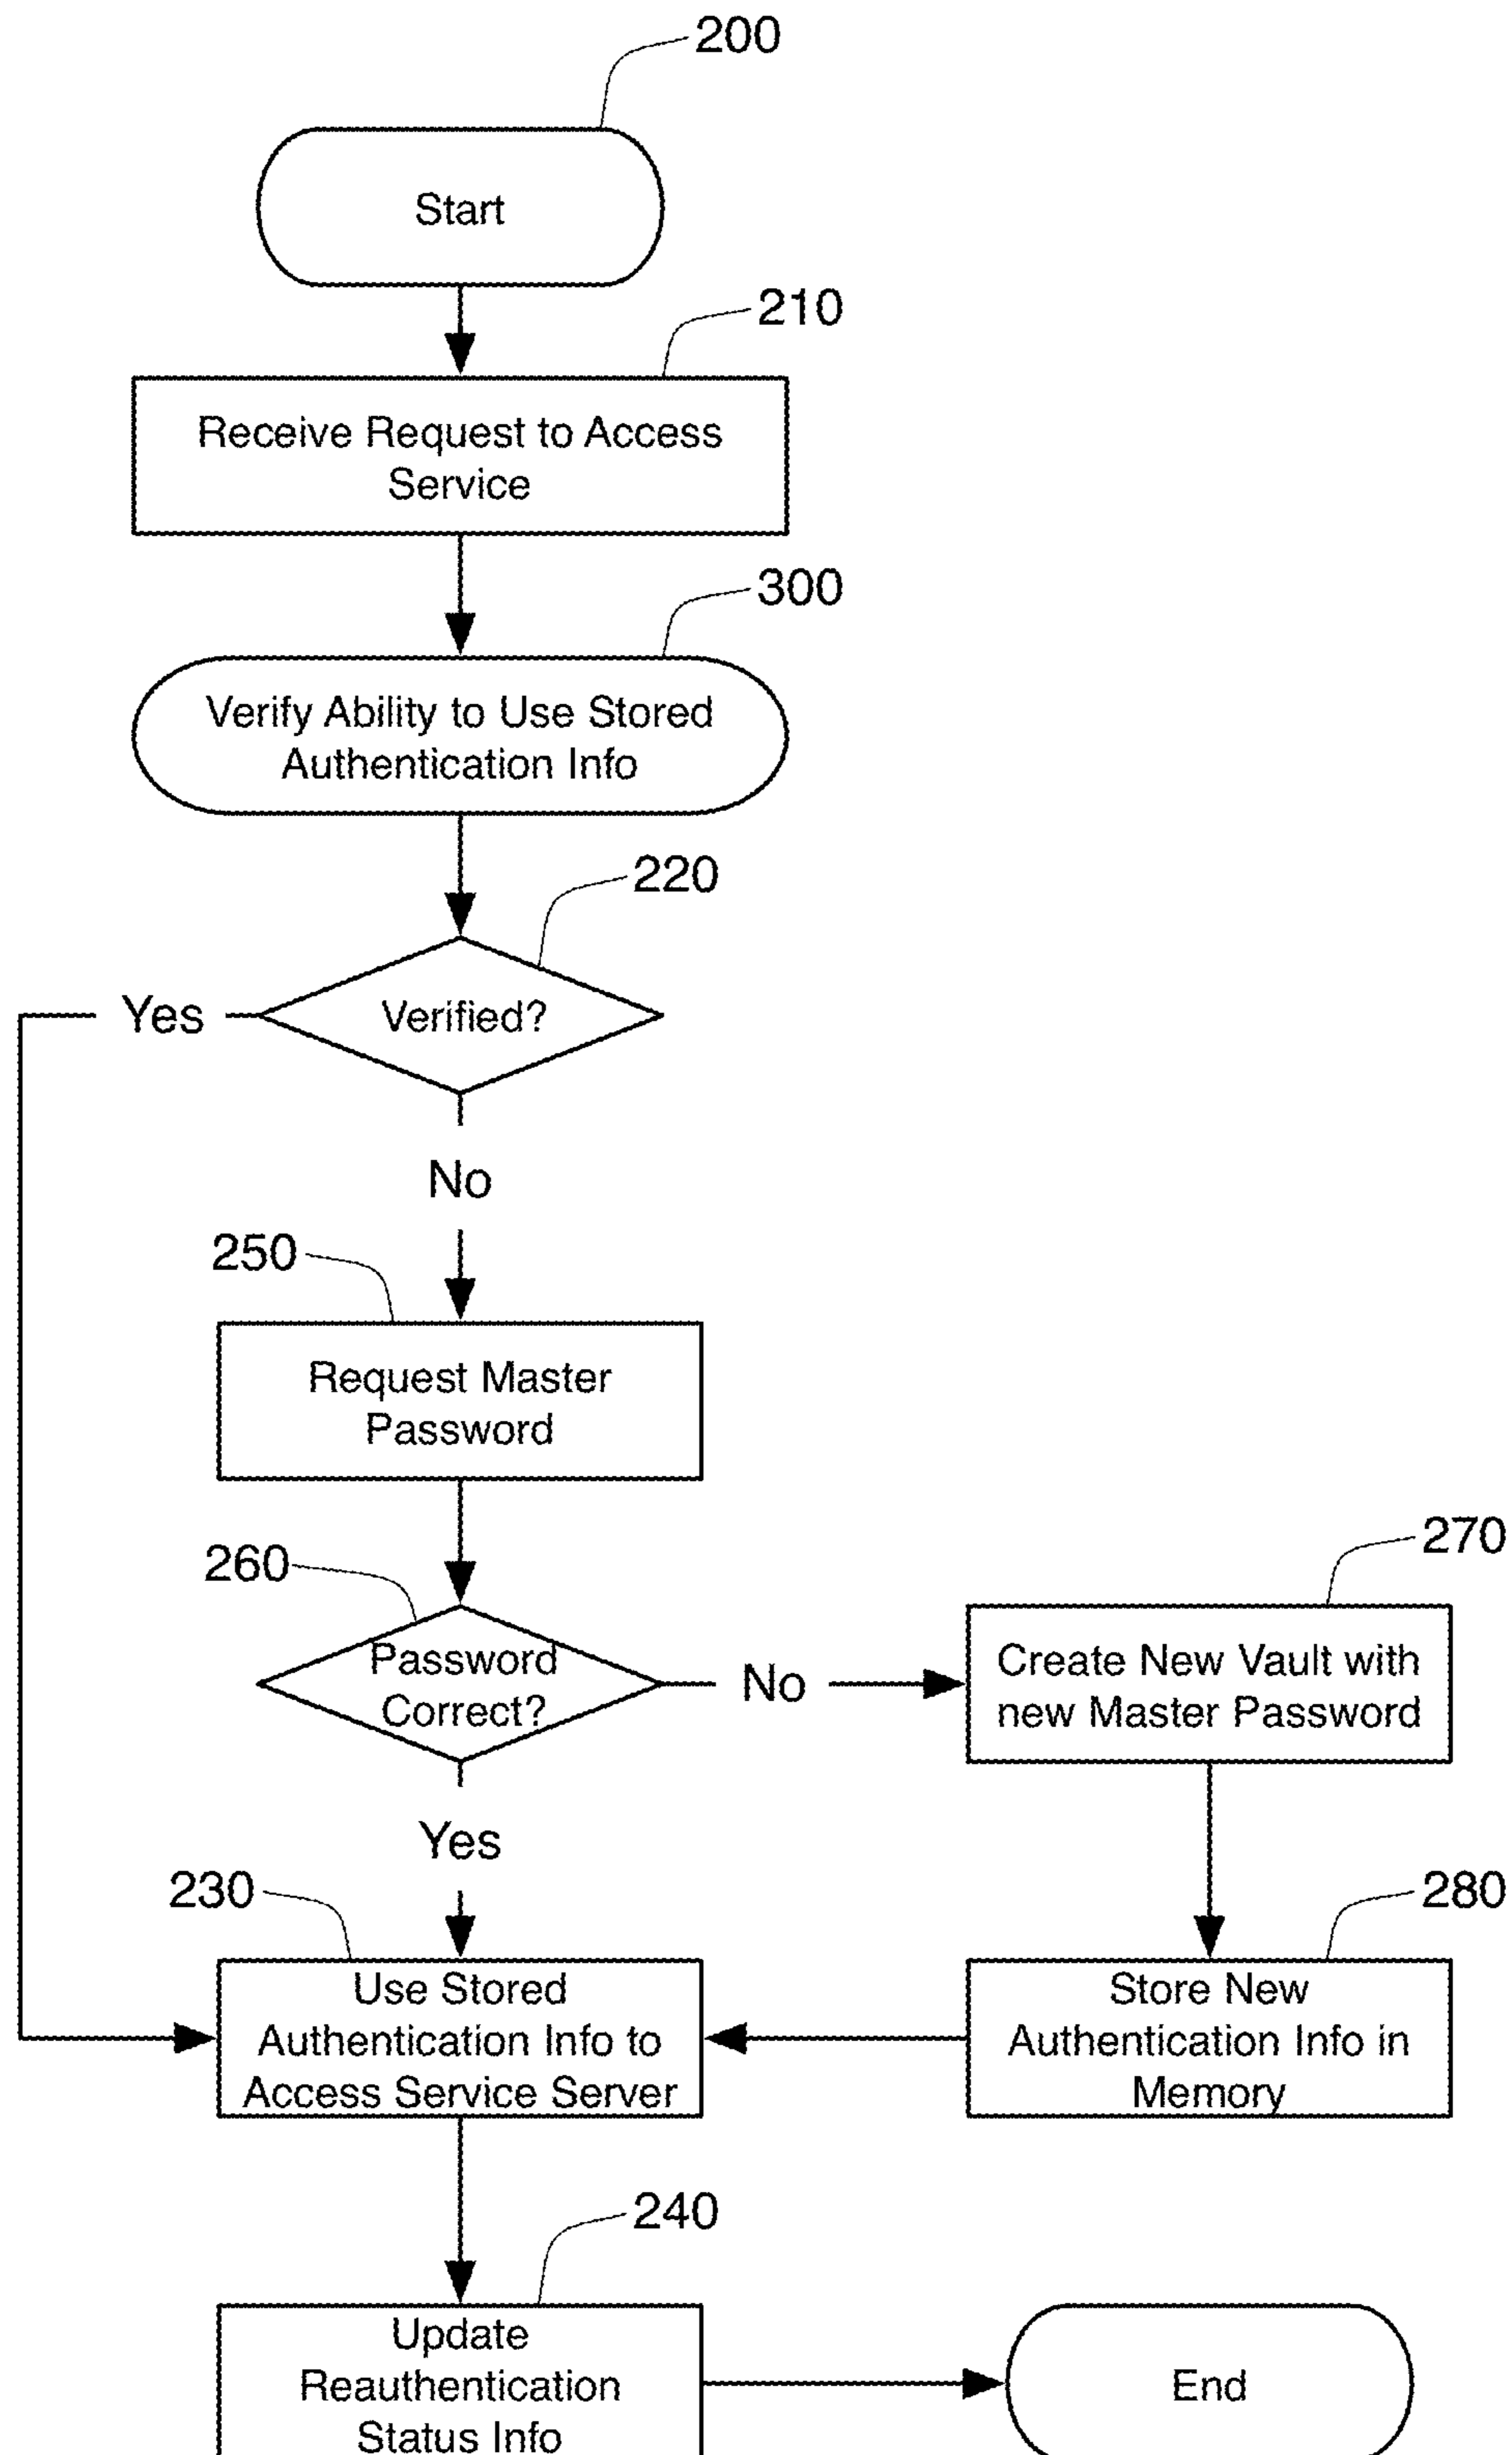 200
Start
210
Receive Request to Access
Service
300
Verify Ability to Use Stored
Authentication Info
220
Yes
Verified?
No
250
Request Master
Password
260
Password
Correct?
No
270
Create New Vault with
new Master Password
Yes
230
Use Stored
Authentication Info to
Access Service Server
280
Store New
Authentication Info in
Memory
240
Update
Reauthentication
Status Info
End